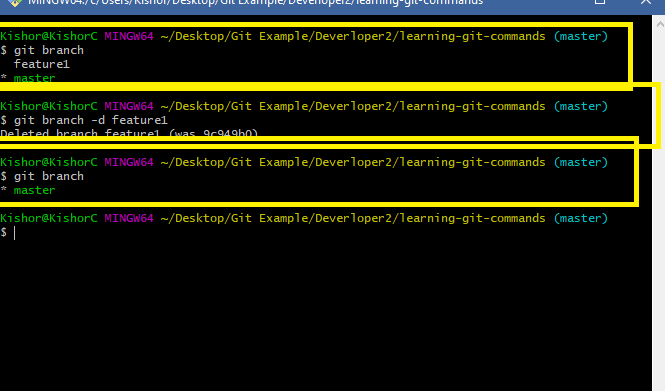 MINGW64:/c/Users/Kishor/Desktop/Git Example/Deverloper2/learning-git-commands
Kishor@KishorC MINGW64 ~/Desktop/Git Example/Deverloper2/learning-git-commands (master)
$ git branch
feature1
* master
Kishor@KishorC MINGW64 ~/Desktop/Git Example/Deverloper2/learning-git-commands (master)
$ git branch -d feature1
Deleted branch feature1 (was 9c949b0).
Kishor@KishorC MINGW64 ~/Desktop/Git Example/Deverloper2/learning-git-commands (master)
$ git branch
* master
Kishor@KishorC MINGW64 ~/Desktop/Git Example/Deverloper2/learning-git-commands (master)
$